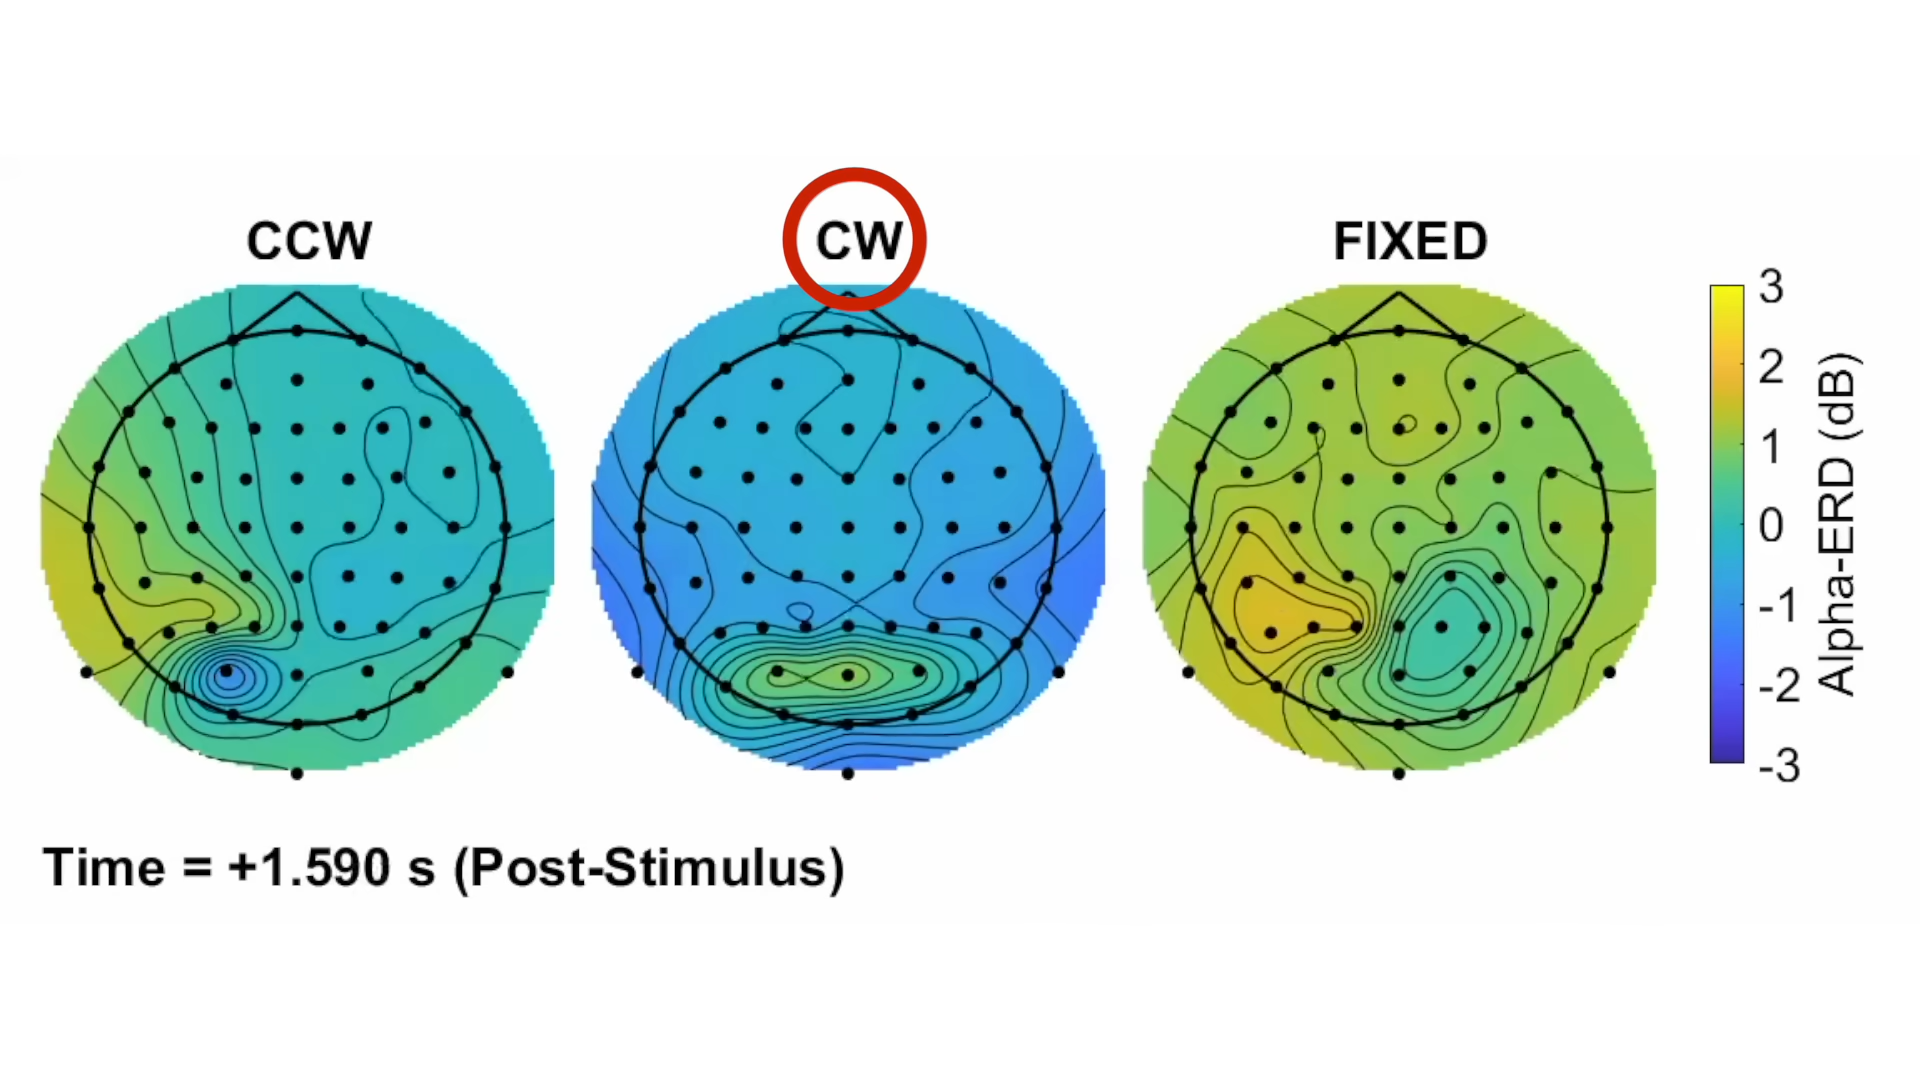 CCW
CW
FIXED
3
2
1
0
-1
-2
-3
Alpha-ERD (dB)
Time = +1.590 s (Post-Stimulus)